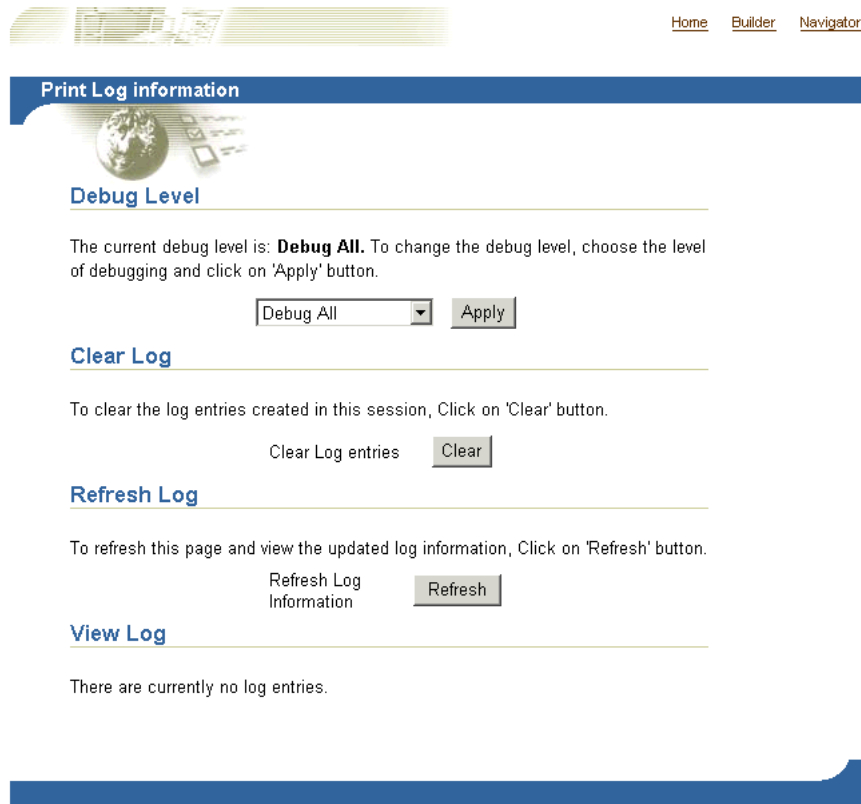 Home Builder Navigator
Print Log information
Debug Level
The current debug level is: Debug All. To change the debug level, choose the level
of debugging and click on 'Apply' button.
Debug All Apply
Clear Log
To clear the log entries created in this session, Click on 'Clear' button.
Clear Log entries Clear
Refresh Log
To refresh this page and view the updated log information, Click on 'Refresh' button.
Refresh Log
Information
Refresh
View Log
There are currently no log entries.